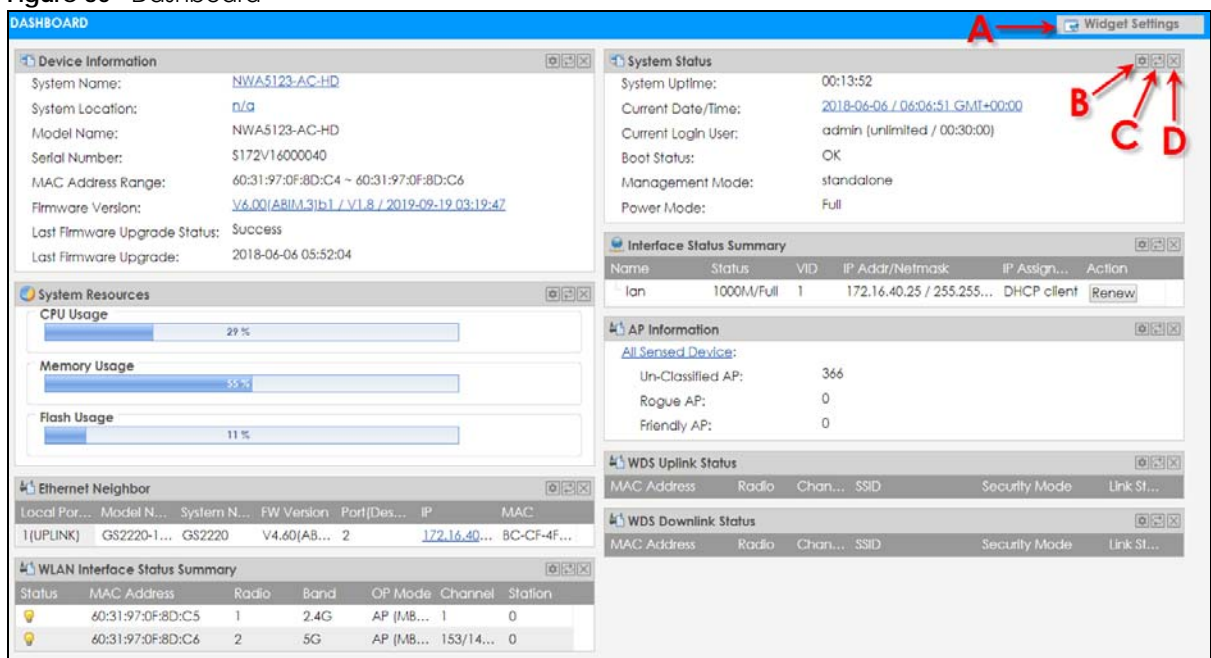 Dashboard
DASHBOARD
A
Widget Settings
Device Information
System Name: NWA5123-AC-HD
System Location: n/a
Model Name: NWA5123-AC-HD
Serial Number: S172V16000040
MAC Address Range: 60:31:97:0F:8D:C4 ~ 60:31:97:0F:8D:C6
Firmware Version: V6.00(ABIM.3)b1 / V1.8 / 2019-09-19 03:19:47
Last Firmware Upgrade Status: Success
Last Firmware Upgrade: 2018-06-06 05:52:04
System Resources
CPU Usage
29 %
Memory Usage
55 %
Flash Usage
11 %
Ethernet Neighbor
Local Por... Model N... System N... FW Version Port(Des... IP MAC
1(UPLINK) GS2220-1... GS2220 V4.60(AB... 2 172.16.40... BC-CF-4F...
WLAN Interface Status Summary
Status MAC Address Radio Band OP Mode Channel Station
60:31:97:0F:8D:C5 1 2.4G AP (MB... 1 0
60:31:97:0F:8D:C6 2 5G AP (MB... 153/14... 0
System Status
System Uptime: 00:13:52
Current Date/Time: 2018-06-06 / 06:06:51 GMT+00:00
Current Login User: admin (unlimited / 00:30:00)
Boot Status: OK
Management Mode: standalone
Power Mode: Full
B
C
D
Interface Status Summary
Name Status VID IP Addr/Netmask IP Assign... Action
lan 1000M/Full 1 172.16.40.25 / 255.255... DHCP client Renew
AP Information
All Sensed Device:
Un-Classified AP: 366
Rogue AP: 0
Friendly AP: 0
WDS Uplink Status
MAC Address Radio Chan... SSID Security Mode Link St...
WDS Downlink Status
MAC Address Radio Chan... SSID Security Mode Link St...